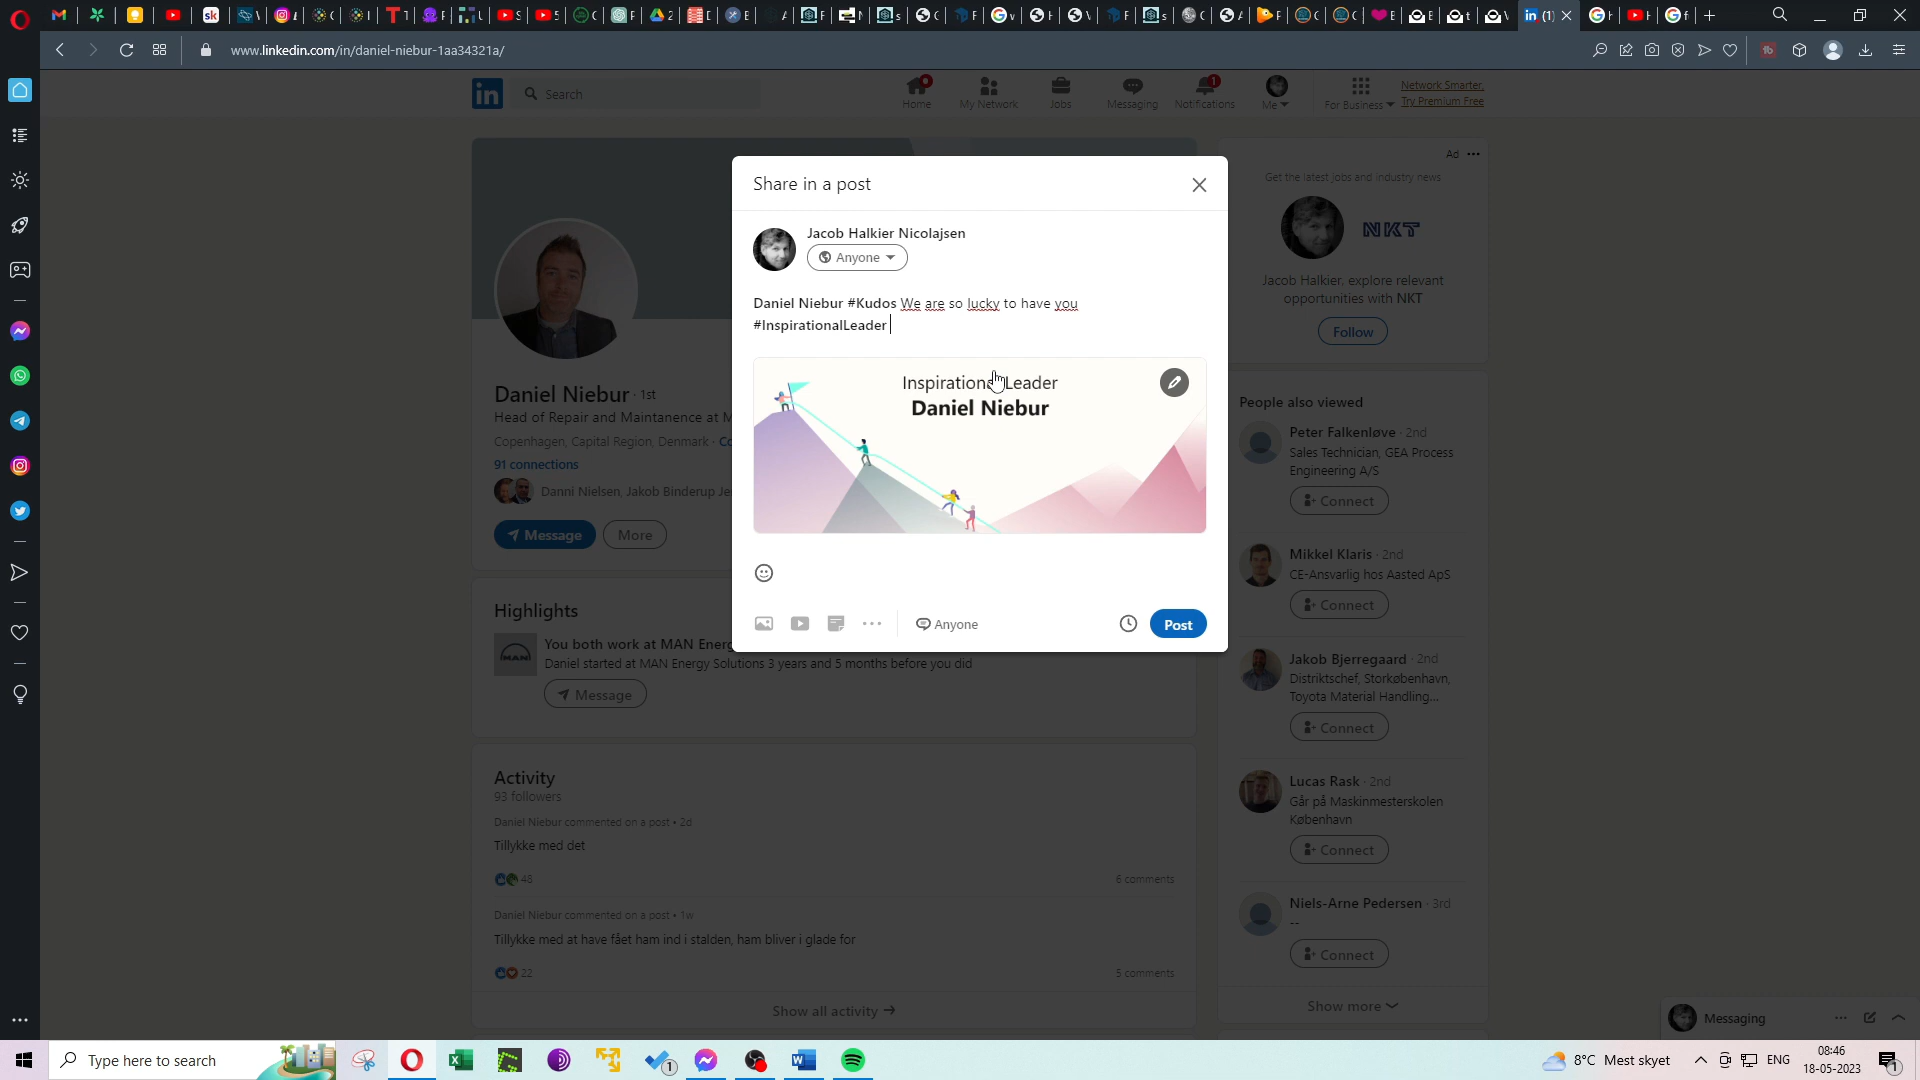 www.linkedin.com/in/daniel-niebur-1aa34321a/
Search
Home
My Network
Jobs
Messaging
1
Notifications
Me
For Business
Network Smarter,
Try Premium Free
Share in a post
Jacob Halkier Nicolajsen
Anyone
Daniel Niebur #Kudos We are so lucky to have you
#InspirationalLeader
Inspirational Leader
Daniel Niebur
Anyone
Post
Daniel Niebur · 1st
Head of Repair and Maintanence at M
Copenhagen, Capital Region, Denmark · Co
91 connections
Danni Nielsen, Jakob Binderup Je
Message
More
Highlights
MAN
You both work at MAN Energ
Daniel started at MAN Energy Solutions 3 years and 5 months before you did
Message
Activity
93 followers
Daniel Niebur commented on a post • 2d
Tillykke med det
48
6 comments
Daniel Niebur commented on a post • 1w
Tillykke med at have fået ham ind i stalden, ham bliver i glade for
22
5 comments
Show all activity →
Ad
Get the latest jobs and industry news
NKT
Jacob Halkier, explore relevant
opportunities with NKT
Follow
People also viewed
Peter Falkenløve · 2nd
Sales Technician, GEA Process
Engineering A/S
Connect
Mikkel Klaris · 2nd
CE-Ansvarlig hos Aasted ApS
Connect
Jakob Bjerregaard · 2nd
Distriktschef, Storkøbenhavn,
Toyota Material Handling...
Connect
Lucas Rask · 2nd
Går på Maskinmesterskolen
København
Connect
Niels-Arne Pedersen · 3rd
--
Connect
Show more
Messaging
Type here to search
8°C Mest skyet
ENG
08:46
18-05-2023